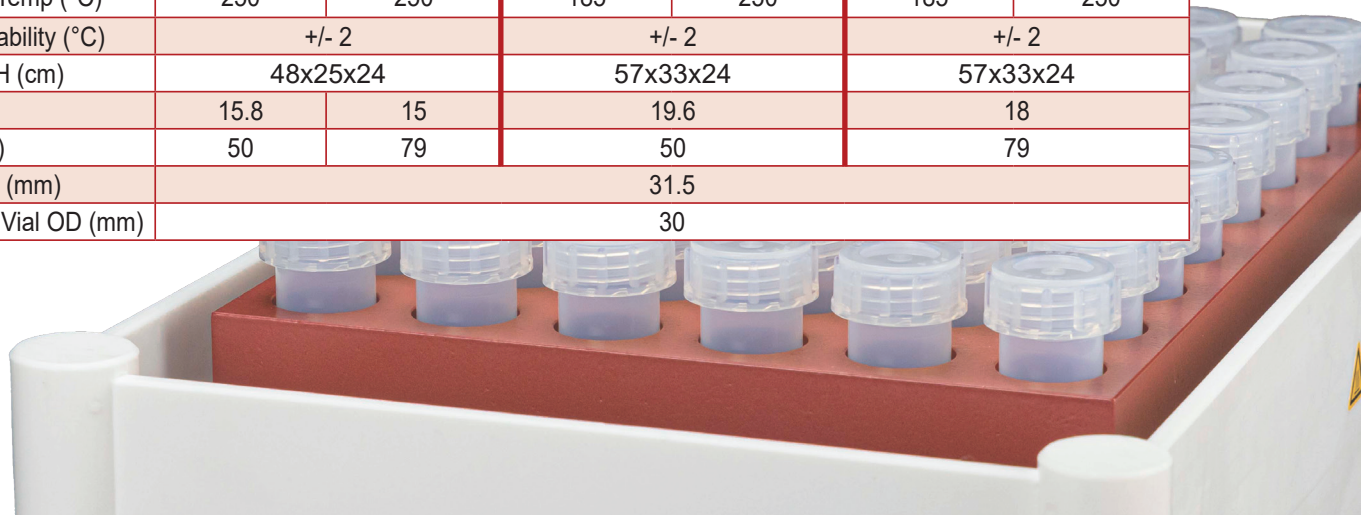 ability (°C) +/- 2 +/- 2 +/- 2
H (cm) 48x25x24 57x33x24 57x33x24
15.8 15 19.6 18
) 50 79 50 79
(mm) 31.5
Vial OD (mm) 30